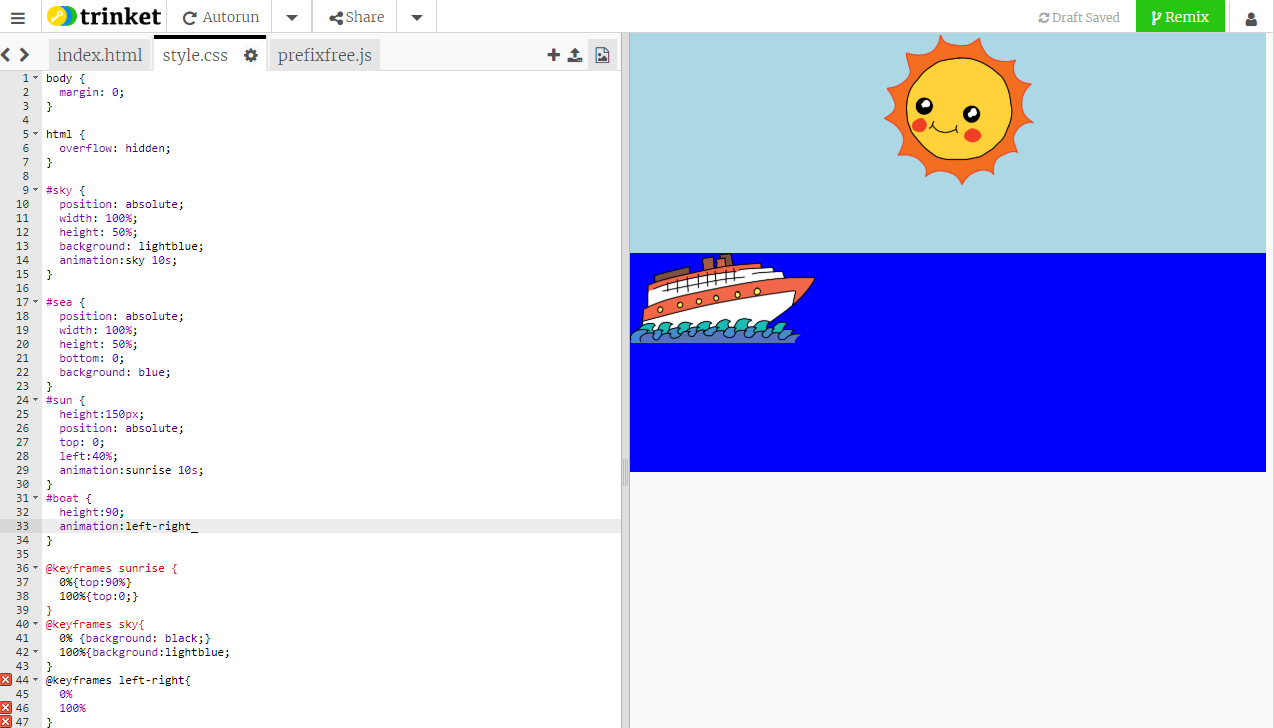 trinket Autorun Share Draft Saved Remix
index.html style.css prefixfree.js
1 body {
2 margin: 0;
3 }
4
5 html {
6 overflow: hidden;
7 }
8
9 #sky {
10 position: absolute;
11 width: 100%;
12 height: 50%;
13 background: lightblue;
14 animation:sky 10s;
15 }
16
17 #sea {
18 position: absolute;
19 width: 100%;
20 height: 50%;
21 bottom: 0;
22 background: blue;
23 }
24 #sun {
25 height:150px;
26 position: absolute;
27 top: 0;
28 left:40%;
29 animation:sunrise 10s;
30 }
31 #boat {
32 height:90;
33 animation:left-right_
34 }
35
36 @keyframes sunrise {
37 0%{top:90%}
38 100%{top:0;}
39 }
40 @keyframes sky{
41 0% {background: black;}
42 100%{background:lightblue;
43 }
44 @keyframes left-right{
45 0%
46 100%
47 }